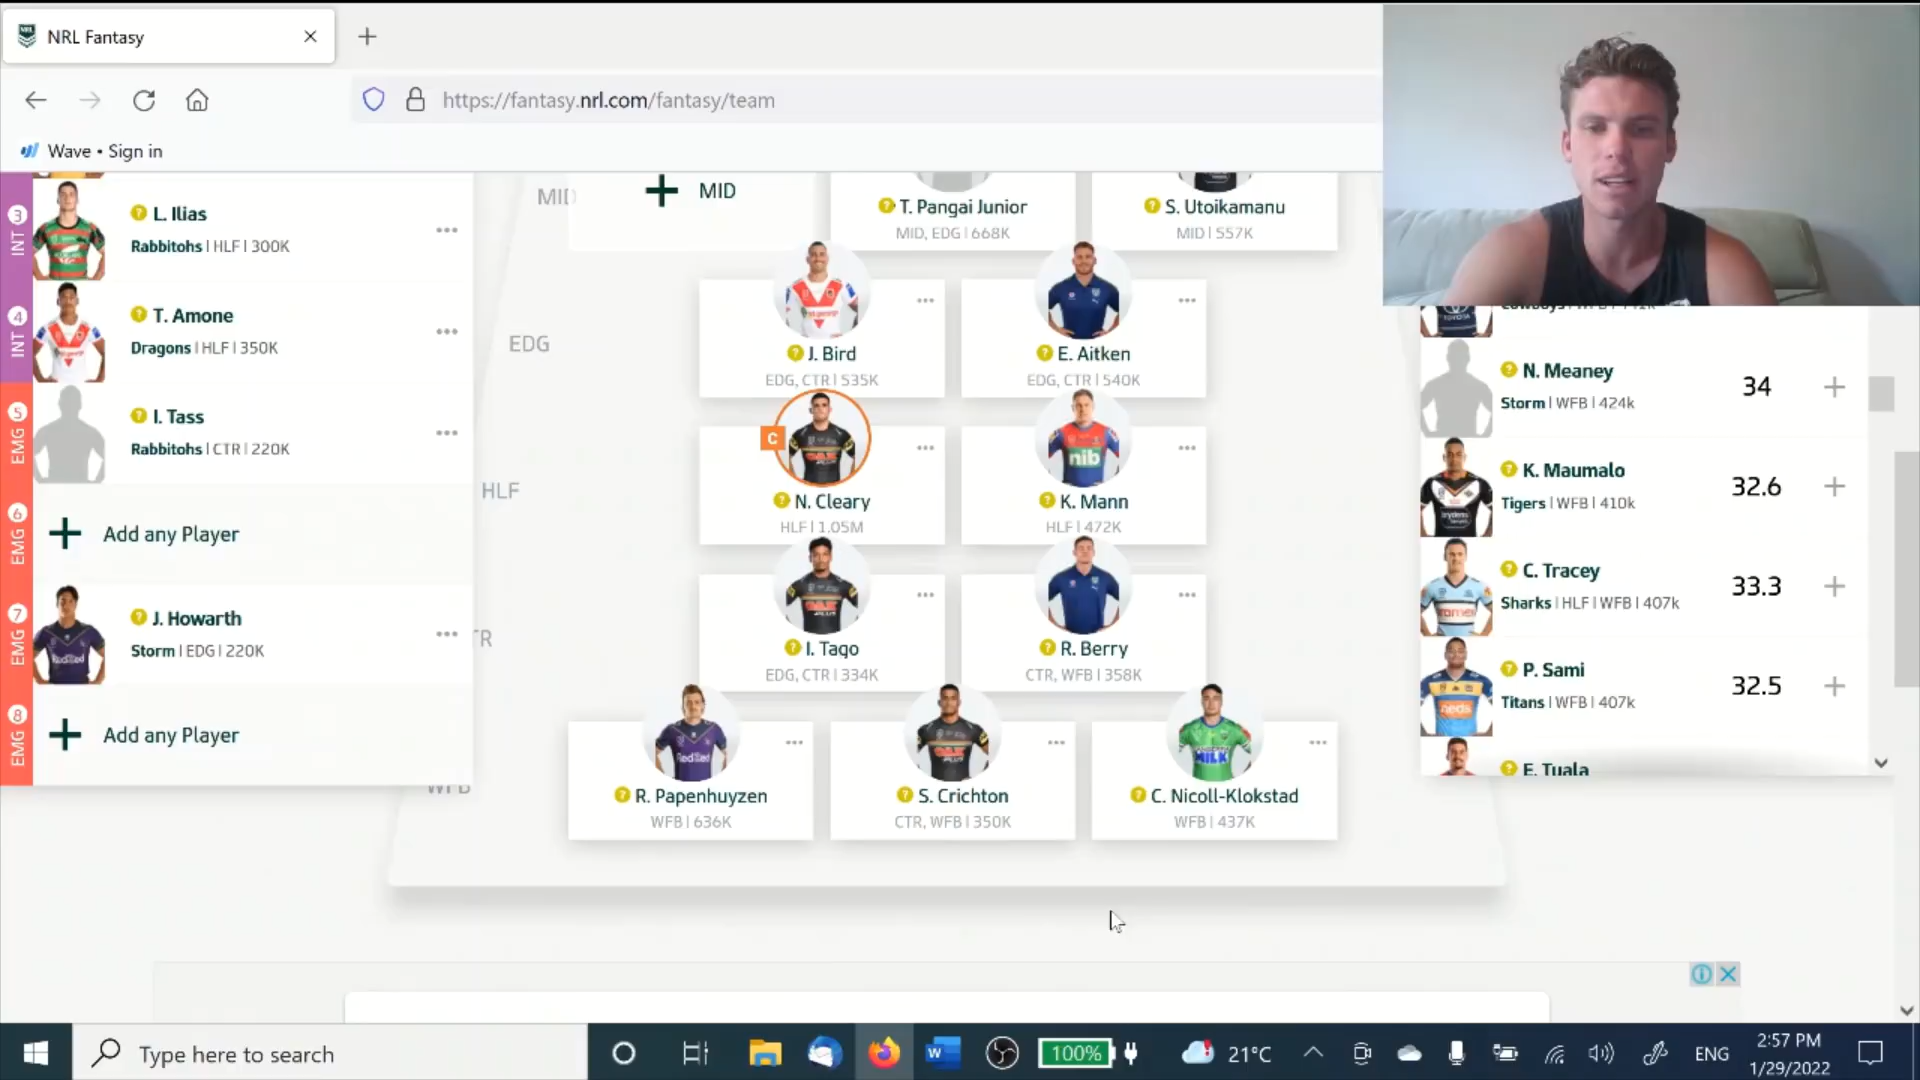 NRL Fantasy
https://fantasy.nrl.com/fantasy/team
Wave • Sign in
3
INT
L. Ilias
Rabbitohs | HLF | 300K
4
INT
T. Amone
Dragons | HLF | 350K
5
EMG
I. Tass
Rabbitohs | CTR | 220K
6
EMG
Add any Player
7
EMG
J. Howarth
Storm | EDG | 220K
8
EMG
Add any Player
MID
MID
T. Pangai Junior
MID, EDG | 668K
S. Utoikamanu
MID | 557K
EDG
J. Bird
EDG, CTR | 535K
E. Aitken
EDG, CTR | 540K
HLF
C
N. Cleary
HLF | 1.05M
nib
K. Mann
HLF | 472K
TR
I. Tago
EDG, CTR | 334K
R. Berry
CTR, WFB | 358K
WFB
R. Papenhuyzen
WFB | 636K
S. Crichton
CTR, WFB | 350K
MILK
C. Nicoll-Klokstad
WFB | 437K
N. Meaney
Storm | WFB | 424k
34
K. Maumalo
Tigers | WFB | 410k
32.6
C. Tracey
Sharks | HLF | WFB | 407k
33.3
P. Sami
Titans | WFB | 407k
32.5
E. Tuala
Type here to search
100%
21°C
ENG
2:57 PM
1/29/2022